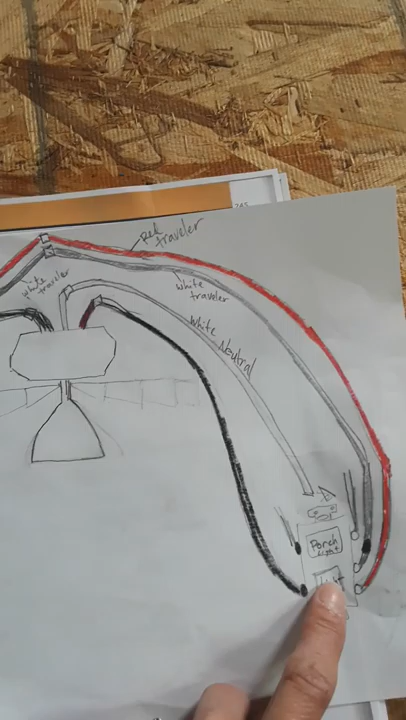 Red
traveler
white
traveler
white
traveler
White Neutral
Porch
Light